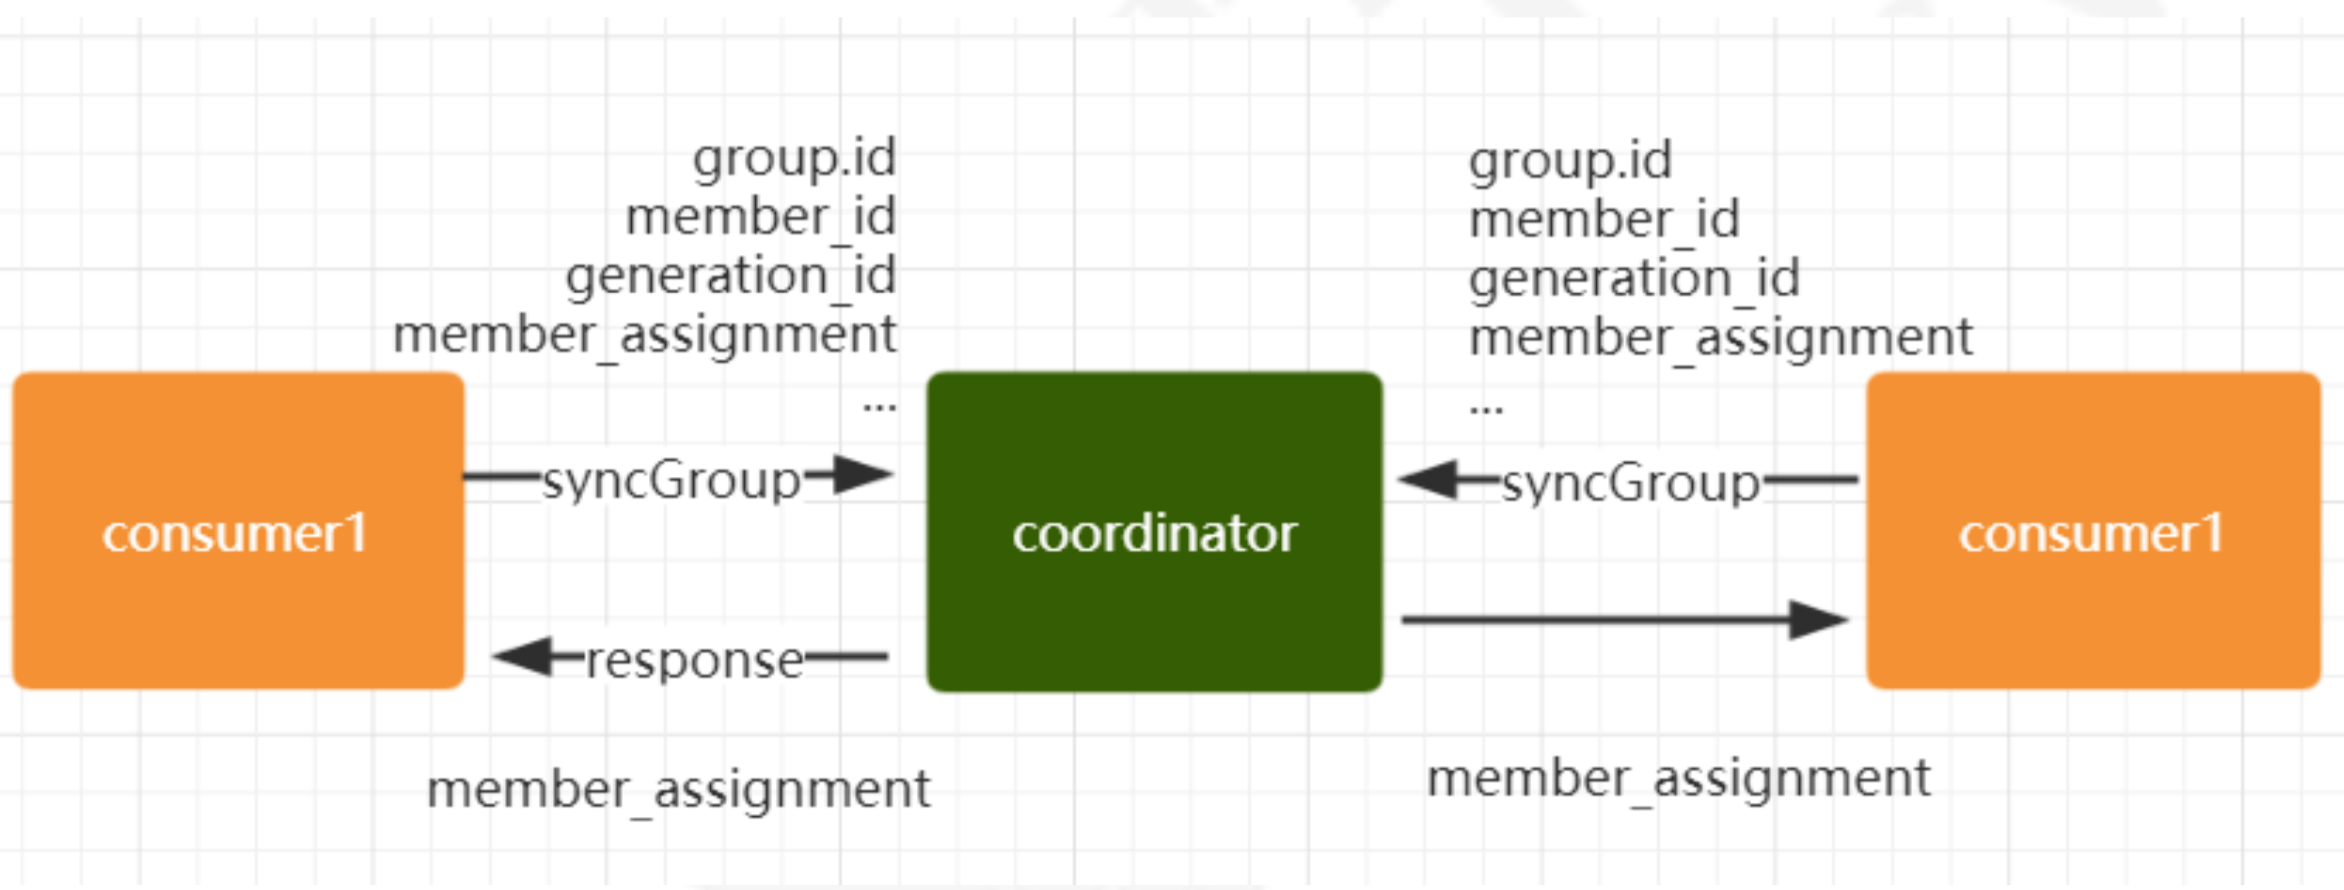 group.id
member_id
generation_id
member_assignment
...
group.id
member_id
generation_id
member_assignment
...
consumer1
syncGroup
coordinator
syncGroup
consumer1
response
member_assignment
member_assignment